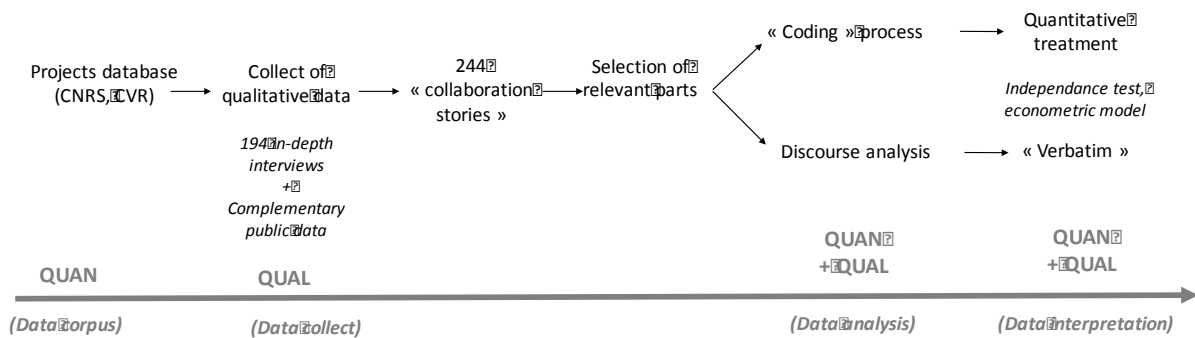 Projects database
(CNRS, CVR)
Collect of
qualitative data
194 in-depth
interviews
+
Complementary
public data
244
« collaboration
stories »
Selection of
relevant parts
« Coding » process
Quantitative
treatment
Independance test,
econometric model
Discourse analysis
« Verbatim »
QUAN
QUAL
QUAN
+ QUAL
QUAN
+ QUAL
(Data corpus)
(Data collect)
(Data analysis)
(Data interpretation)